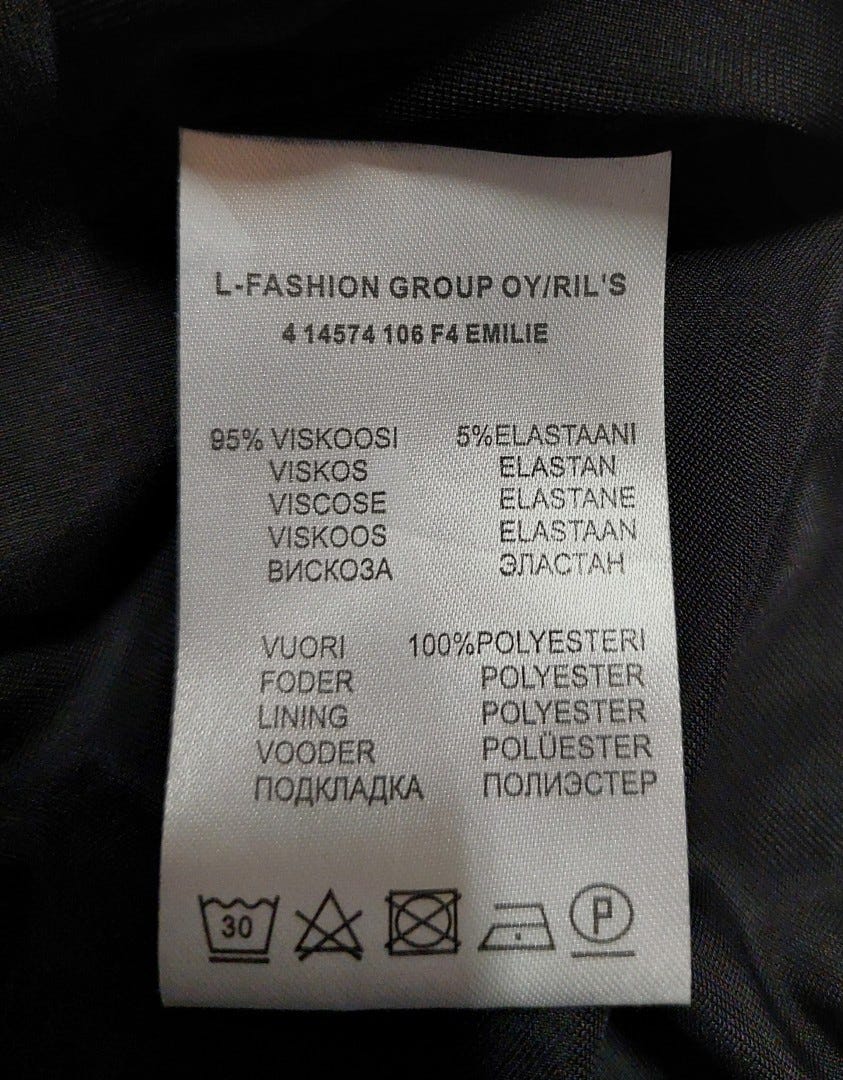 L-FASHION GROUP OY/RIL'S
4 14574 106 F4 EMILIE
95% VISKOOSI 5%ELASTAANI
VISKOS ELASTAN
VISCOSE ELASTANE
VISKOOS ELASTAAN
ВИСКОЗА ЭЛАСТАН
VUORI 100%POLYESTERI
FODER POLYESTER
LINING POLYESTER
VOODER POLÜESTER
ПОДКЛАДКА ПОЛИЭСТЕР
30 P